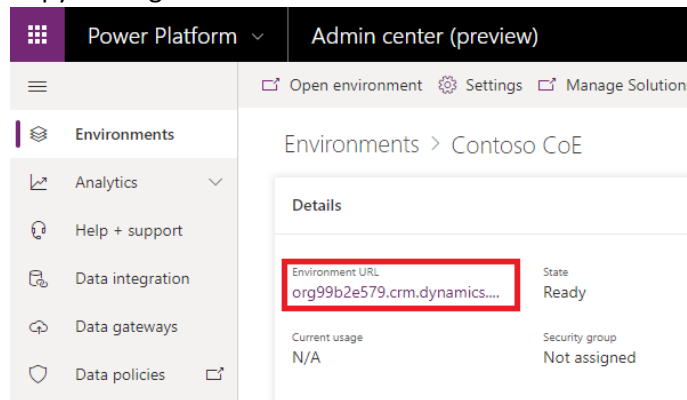 Power Platform
Admin center (preview)
Open environment Settings Manage Solution
Environments
Environments > Contoso CoE
Analytics
Details
Help + support
Environment URL State
org99b2e579.crm.dynamics.... Ready
Data integration
Data gateways
Current usage Security group
N/A Not assigned
Data policies